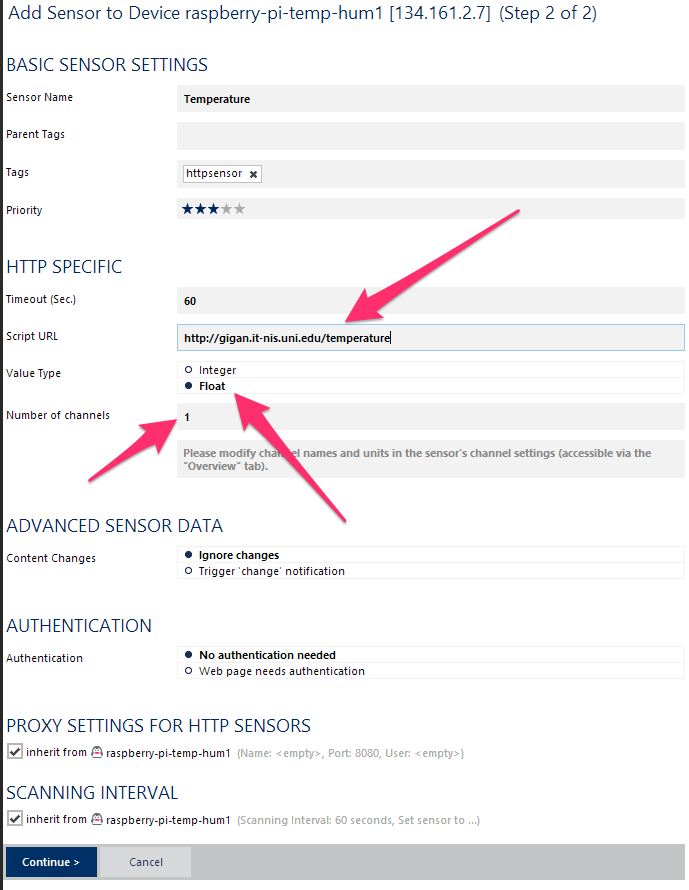 Add Sensor to Device raspberry-pi-temp-hum1 [134.161.2.7] (Step 2 of 2)
BASIC SENSOR SETTINGS
Sensor Name
Temperature
Parent Tags
Tags
httpsensor ×
Priority
HTTP SPECIFIC
Timeout (Sec.)
60
Script URL
http://gigan.it-nis.uni.edu/temperature
Value Type
Integer
Float
Number of channels
1
Please modify channel names and units in the sensor's channel settings (accessible via the
"Overview" tab).
ADVANCED SENSOR DATA
Content Changes
Ignore changes
Trigger 'change' notification
AUTHENTICATION
Authentication
No authentication needed
Web page needs authentication
PROXY SETTINGS FOR HTTP SENSORS
inherit from raspberry-pi-temp-hum1 (Name: <empty>, Port: 8080, User: <empty>)
SCANNING INTERVAL
inherit from raspberry-pi-temp-hum1 (Scanning Interval: 60 seconds, Set sensor to ...)
Continue >
Cancel